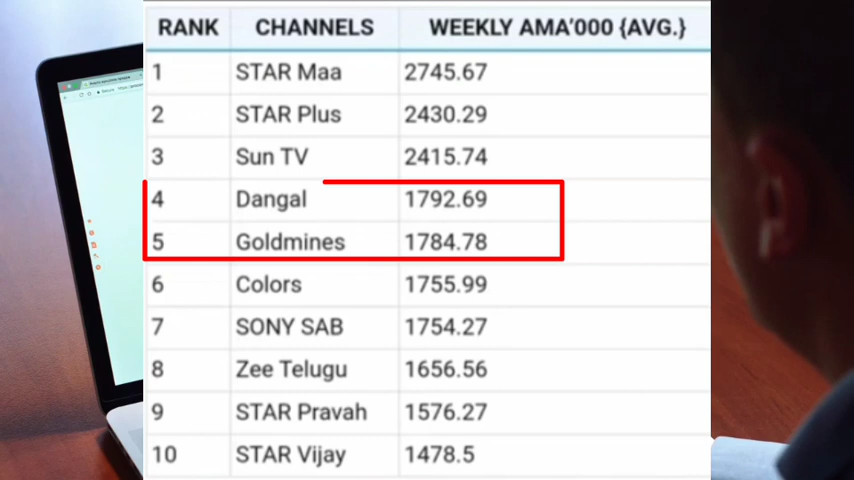 RANK CHANNELS WEEKLY AMA'000 {AVG.}
1 STAR Maa 2745.67
2 STAR Plus 2430.29
3 Sun TV 2415.74
4 Dangal 1792.69
5 Goldmines 1784.78
6 Colors 1755.99
7 SONY SAB 1754.27
8 Zee Telugu 1656.56
9 STAR Pravah 1576.27
10 STAR Vijay 1478.5